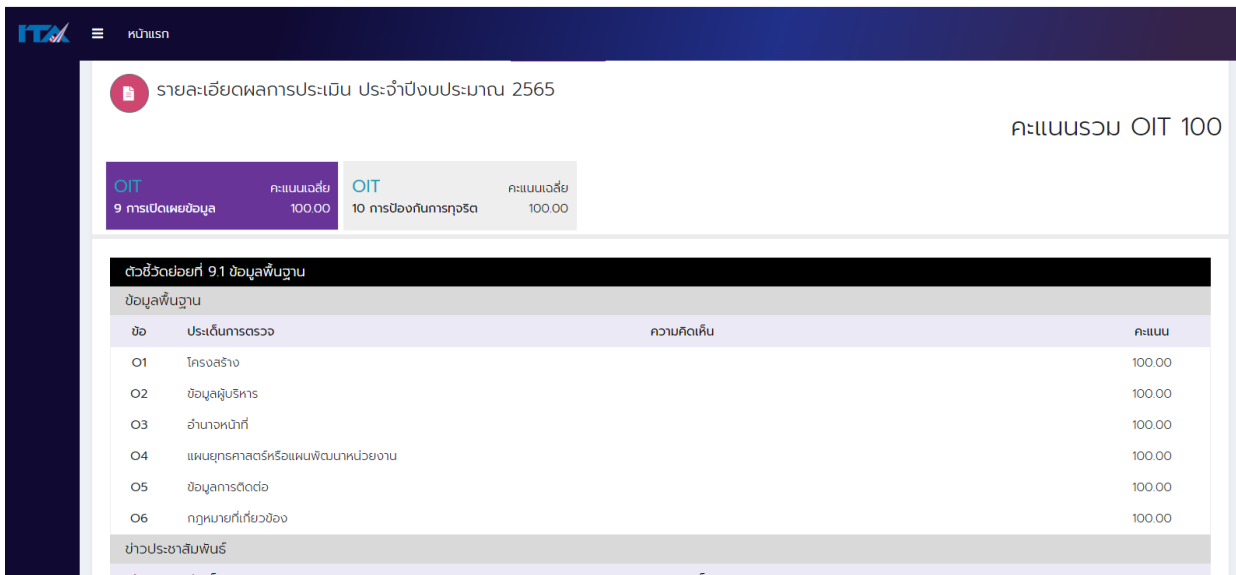 ITA หน้าแรก
รายละเอียดผลการประเมิน ประจำปีงบประมาณ 2565
คะแนนรวม OIT 100
OIT คะแนนเฉลี่ย OIT คะแนนเฉลี่ย
9 การเปิดเผยข้อมูล 100.00 10 การป้องกันการทุจริต 100.00
ตัวชี้วัดย่อยที่ 9.1 ข้อมูลพื้นฐาน
ข้อมูลพื้นฐาน
ข้อ ประเด็นการตรวจ ความคิดเห็น คะแนน
O1 โครงสร้าง 100.00
O2 ข้อมูลผู้บริหาร 100.00
O3 อำนาจหน้าที่ 100.00
O4 แผนยุทธศาสตร์หรือแผนพัฒนาหน่วยงาน 100.00
O5 ข้อมูลการติดต่อ 100.00
O6 กฎหมายที่เกี่ยวข้อง 100.00
ข่าวประชาสัมพันธ์